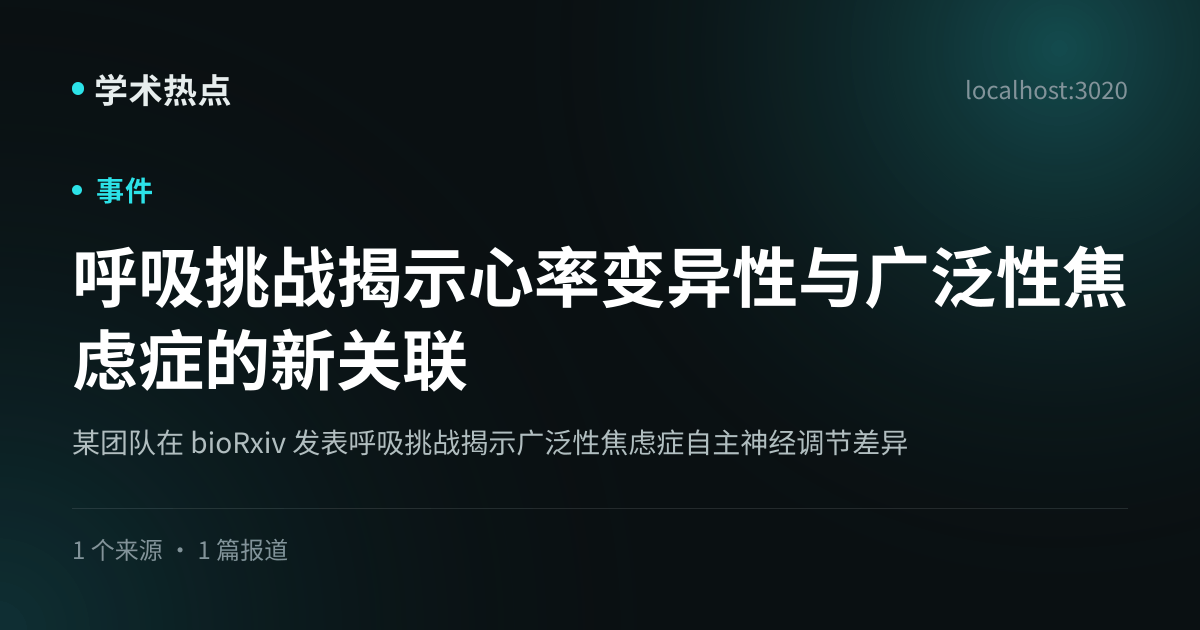 学术热点
localhost:3020
事件
呼吸挑战揭示心率变异性与广泛性焦
虑症的新关联
某团队在 bioRxiv 发表呼吸挑战揭示广泛性焦虑症自主神经调节差异
1 个来源 · 1 篇报道